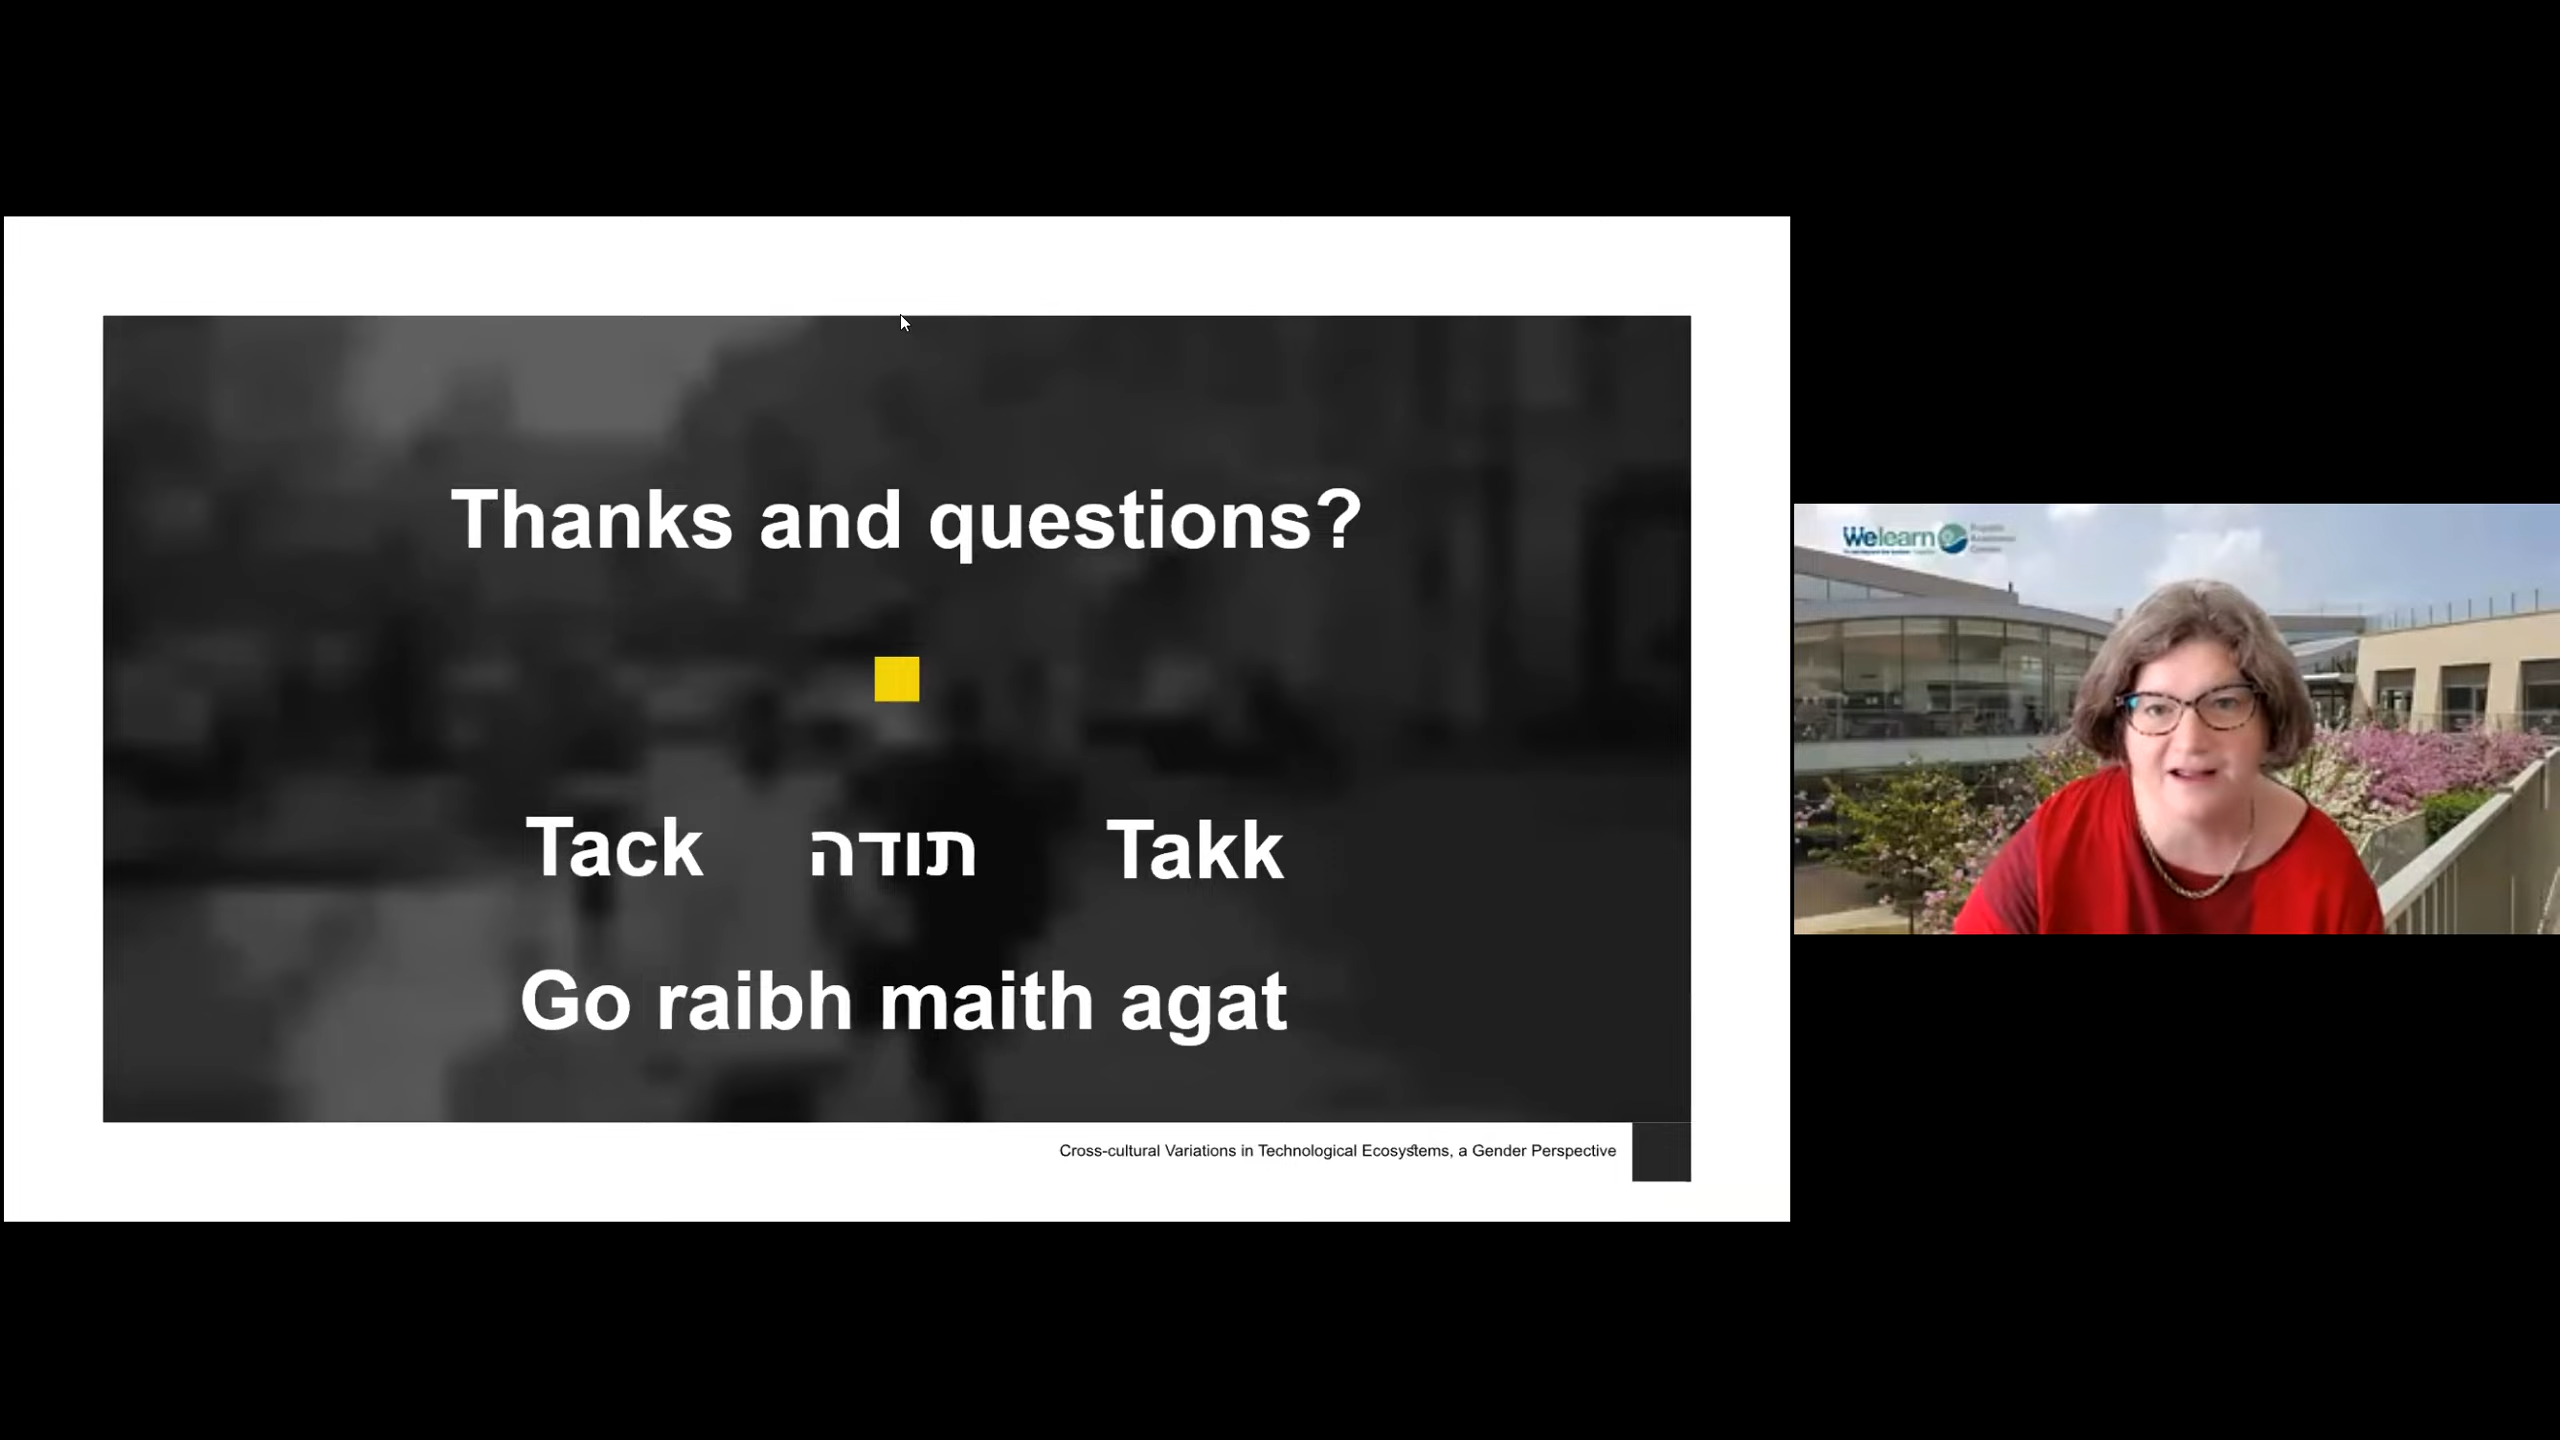 Thanks and questions?
Tack תודה Takk
Go raibh maith agat
Cross-cultural Variations in Technological Ecosystems, a Gender Perspective
Welearn